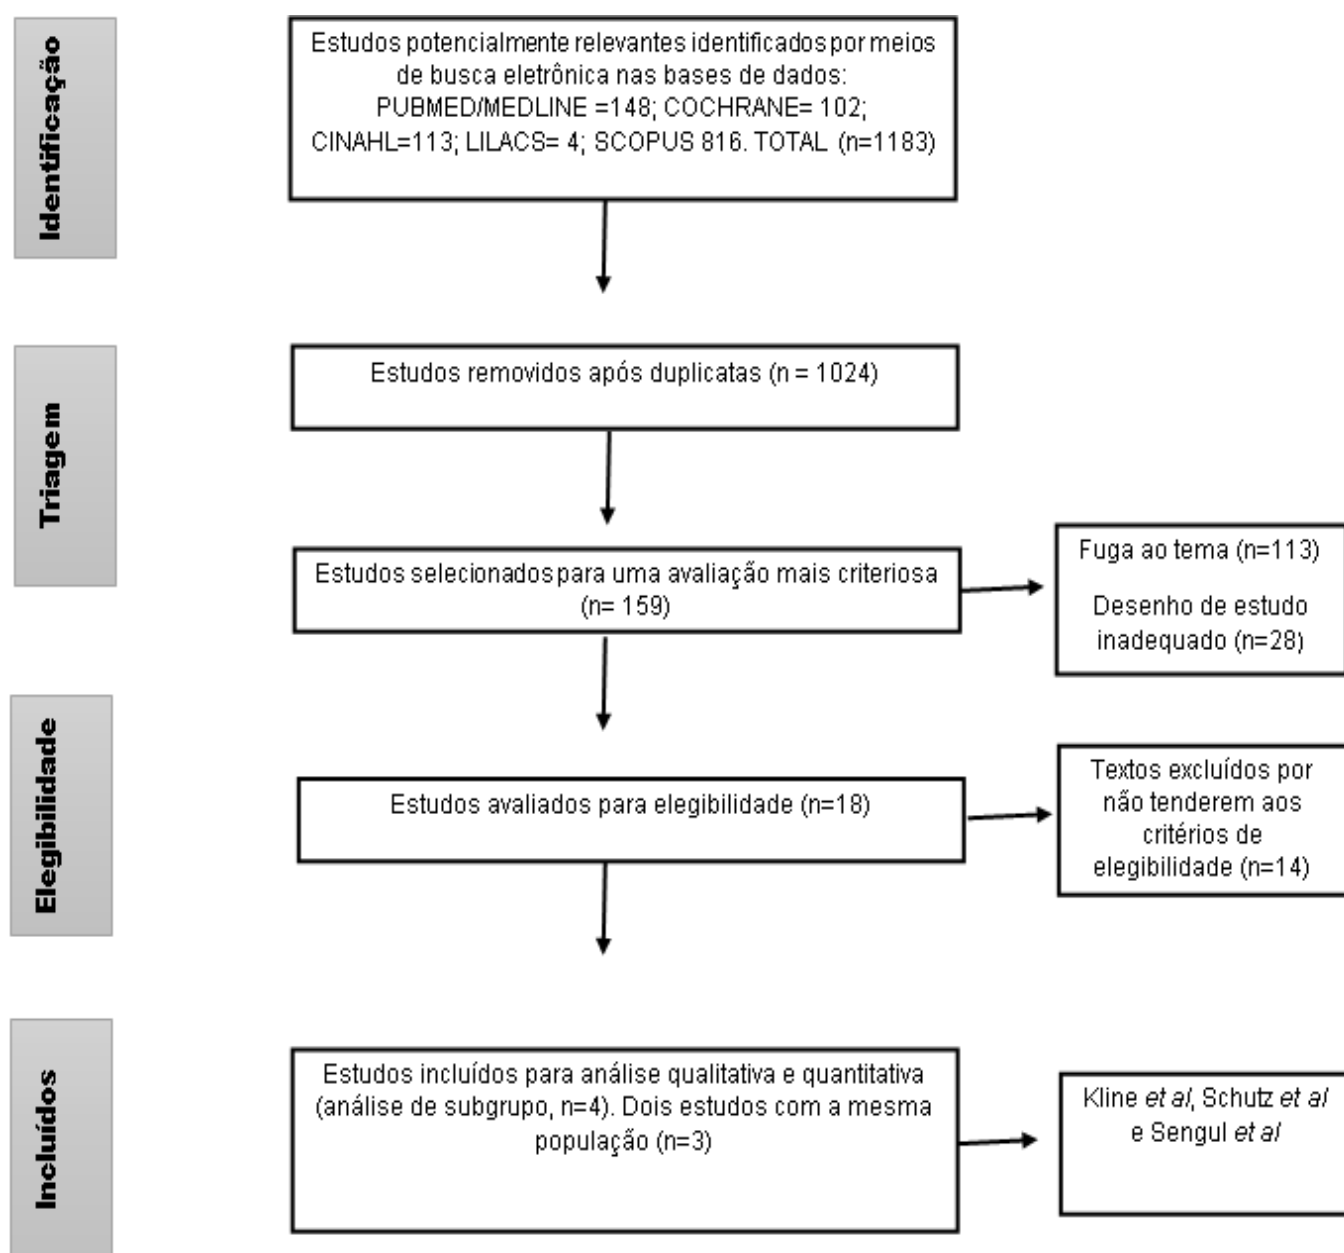 Identificação
Estudos potencialmente relevantes identificados por meios
de busca eletrônica nas bases de dados:
PUBMED/MEDLINE =148; COCHRANE= 102;
CINAHL=113; LILACS= 4; SCOPUS 816. TOTAL (n=1183)
Triagem
Estudos removidos após duplicatas (n = 1024)
Estudos selecionados para uma avaliação mais criteriosa
(n= 159)
Fuga ao tema (n=113)
Desenho de estudo
inadequado (n=28)
Elegibilidade
Estudos avaliados para elegibilidade (n=18)
Textos excluídos por
não tenderem aos
critérios de
elegibilidade (n=14)
Incluídos
Estudos incluídos para análise qualitativa e quantitativa
(análise de subgrupo, n=4). Dois estudos com a mesma
população (n=3)
Kline et al, Schutz et al
e Sengul et al